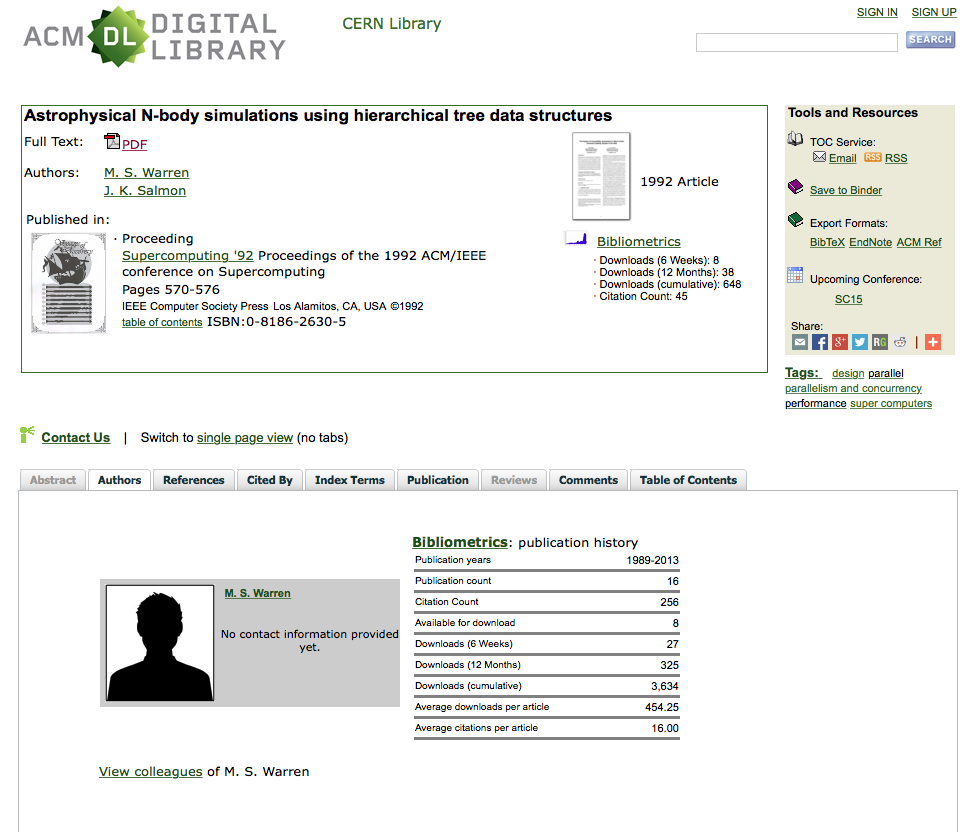 ACM DL DIGITAL LIBRARY
CERN Library
SIGN IN SIGN UP
SEARCH
Astrophysical N-body simulations using hierarchical tree data structures
Full Text: PDF
Authors: M. S. Warren
J. K. Salmon
1992 Article
Published in:
· Proceeding
Supercomputing '92 Proceedings of the 1992 ACM/IEEE
conference on Supercomputing
Pages 570-576
IEEE Computer Society Press Los Alamitos, CA, USA ©1992
table of contents ISBN:0-8186-2630-5
Bibliometrics
· Downloads (6 Weeks): 8
· Downloads (12 Months): 38
· Downloads (cumulative): 648
· Citation Count: 45
Tools and Resources
TOC Service:
Email RSS RSS
Save to Binder
Export Formats:
BibTeX EndNote ACM Ref
Upcoming Conference:
SC15
Share:
RG
Tags: design parallel
parallelism and concurrency
performance super computers
Contact Us | Switch to single page view (no tabs)
Abstract Authors References Cited By Index Terms Publication Reviews Comments Table of Contents
M. S. Warren
No contact information provided
yet.
Bibliometrics: publication history
Publication years 1989-2013
Publication count 16
Citation Count 256
Available for download 8
Downloads (6 Weeks) 27
Downloads (12 Months) 325
Downloads (cumulative) 3,634
Average downloads per article 454.25
Average citations per article 16.00
View colleagues of M. S. Warren